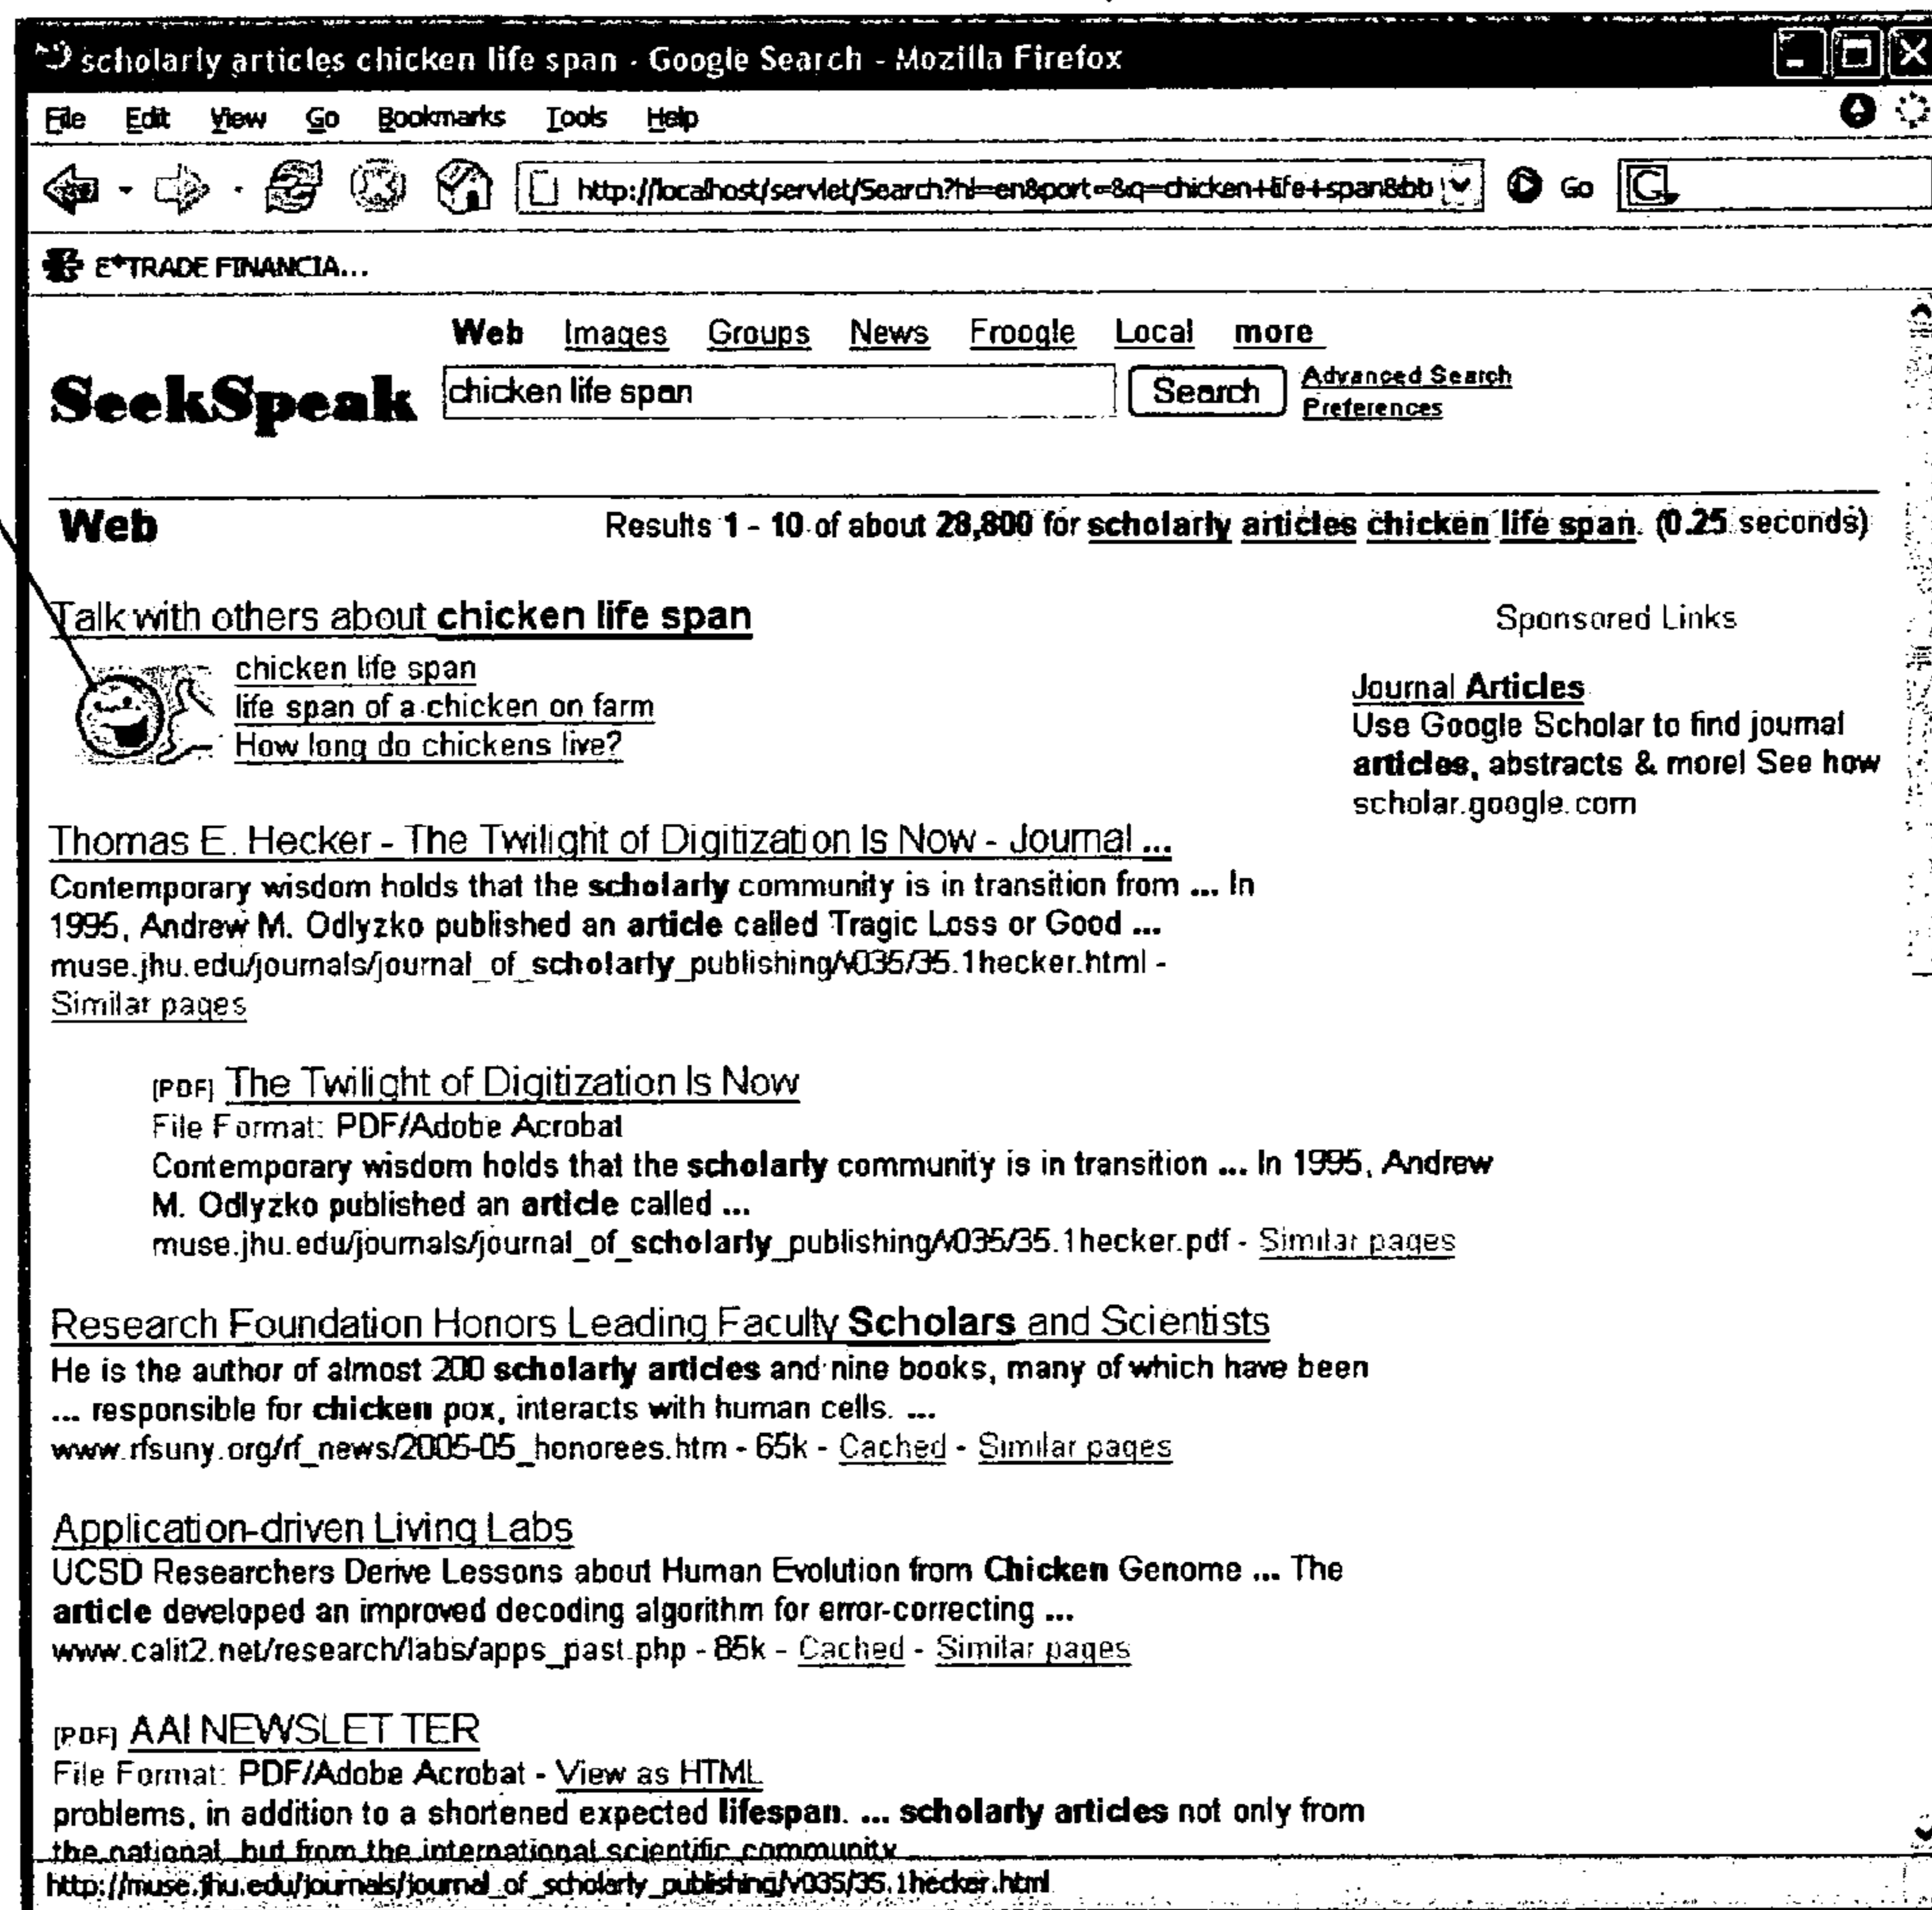 scholarly articles chicken life span - Google Search - Mozilla Firefox
File Edit View Go Bookmarks Tools Help
http://localhost/servlet/Search?hl=en&port=&q=chicken+life+span&bb Go G
E*TRADE FINANCIA...
Web Images Groups News Froogle Local more
SeekSpeak chicken life span Search Advanced Search
Preferences
Web Results 1 - 10 of about 28,800 for scholarly articles chicken life span. (0.25 seconds)
Talk with others about chicken life span
chicken life span
life span of a chicken on farm
How long do chickens live?
Sponsored Links
Journal Articles
Use Google Scholar to find journal
articles, abstracts & more! See how
scholar.google.com
Thomas E. Hecker - The Twilight of Digitization Is Now - Journal ...
Contemporary wisdom holds that the scholarly community is in transition from ... In
1995, Andrew M. Odlyzko published an article called Tragic Loss or Good ...
muse.jhu.edu/journals/journal_of_scholarly_publishing/v035/35.1hecker.html -
Similar pages
[PDF] The Twilight of Digitization Is Now
File Format: PDF/Adobe Acrobat
Contemporary wisdom holds that the scholarly community is in transition ... In 1995, Andrew
M. Odlyzko published an article called ...
muse.jhu.edu/journals/journal_of_scholarly_publishing/v035/35.1hecker.pdf - Similar pages
Research Foundation Honors Leading Faculty Scholars and Scientists
He is the author of almost 200 scholarly articles and nine books, many of which have been
... responsible for chicken pox, interacts with human cells. ...
www.rfsuny.org/rf_news/2005-05_honorees.htm - 65k - Cached - Similar pages
Application-driven Living Labs
UCSD Researchers Derive Lessons about Human Evolution from Chicken Genome ... The
article developed an improved decoding algorithm for error-correcting ...
www.calit2.net/research/labs/apps_past.php - 85k - Cached - Similar pages
[PDF] AAI NEWSLETTER
File Format: PDF/Adobe Acrobat - View as HTML
problems, in addition to a shortened expected lifespan. ... scholarly articles not only from
the national but from the international scientific community
http://muse.jhu.edu/journals/journal_of_scholarly_publishing/v035/35.1hecker.html